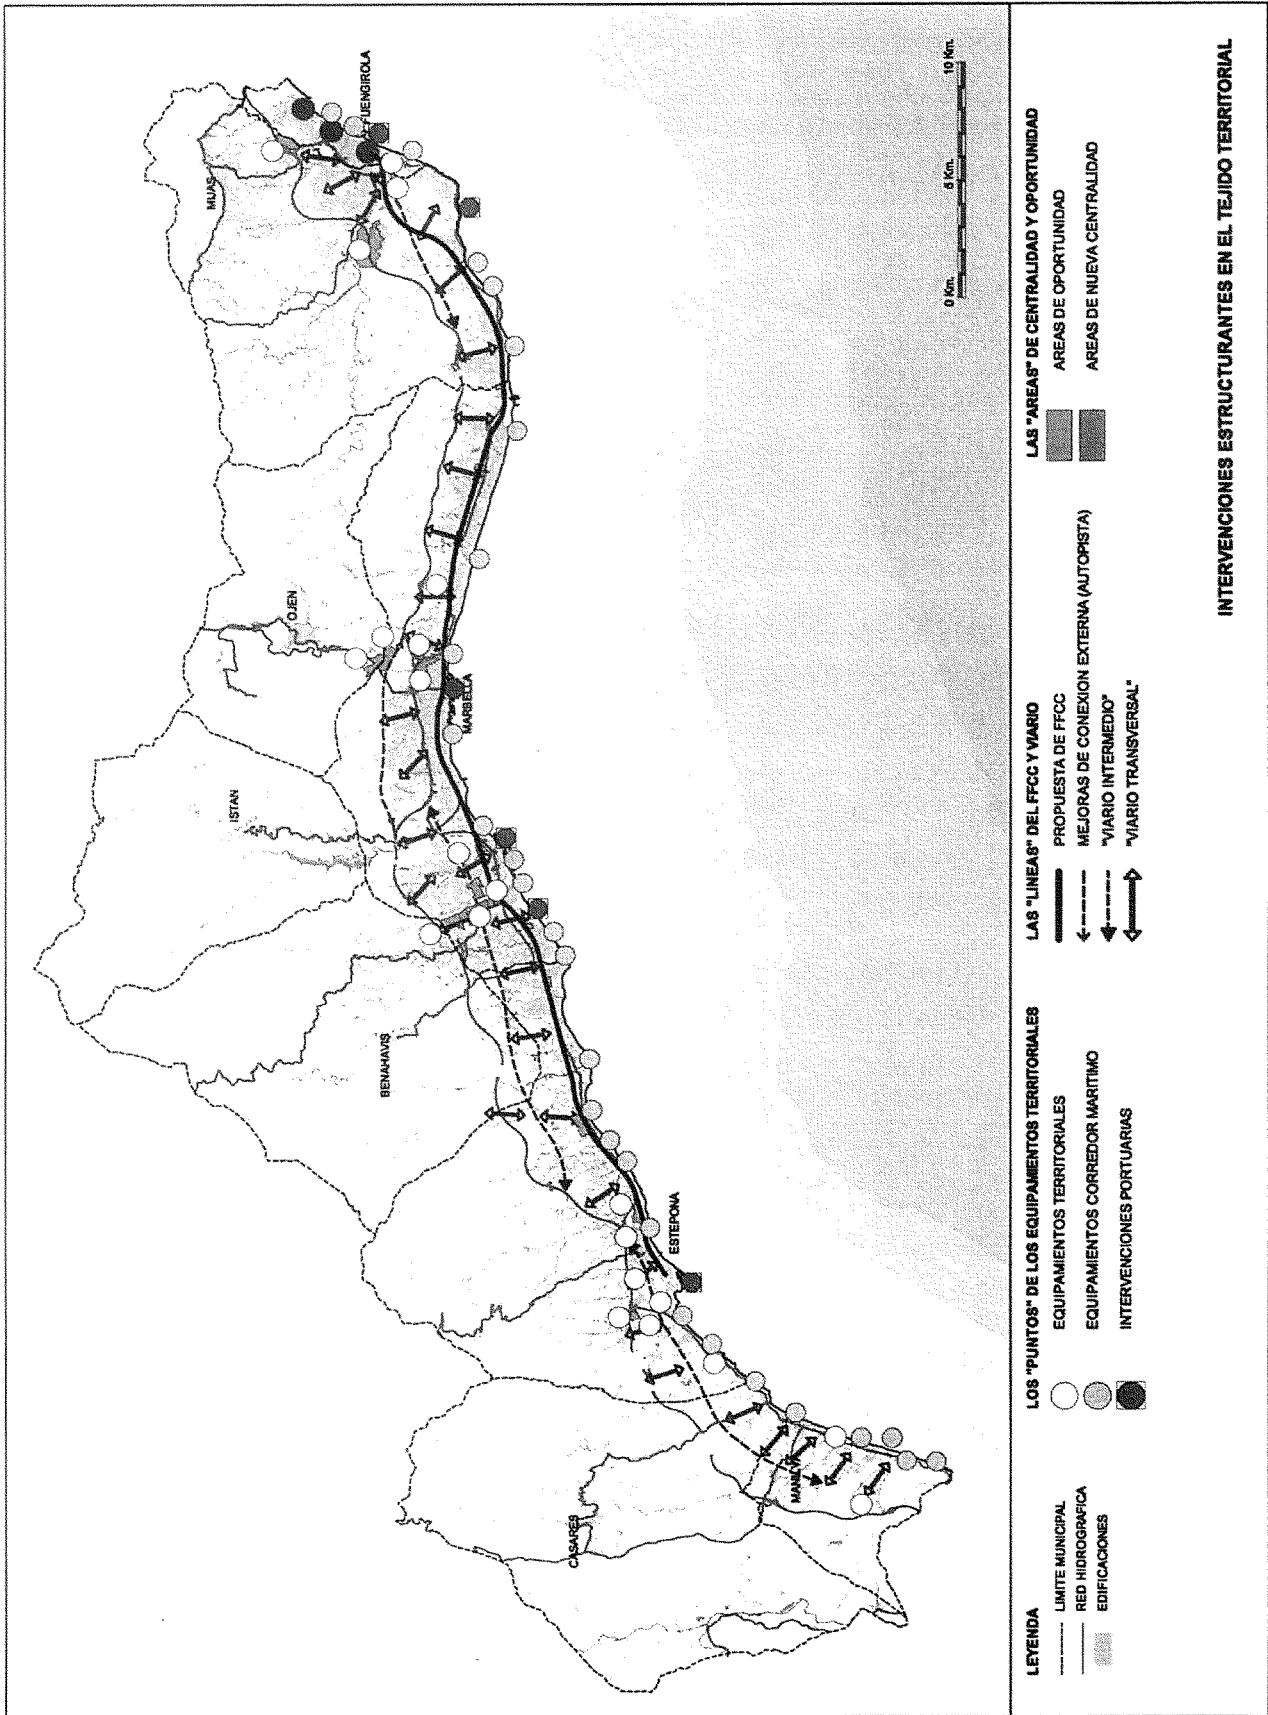 MIJAS
FUENGIROLA
OJEN
ISTAN
MARBELLA
BENAHAVIS
ESTEPONA
CASARES
MANILVA
0 Km.
5 Km.
10 Km.
LEYENDA
LIMITE MUNICIPAL
RED HIDROGRAFICA
EDIFICACIONES
LOS "PUNTOS" DE LOS EQUIPAMIENTOS TERRITORIALES
EQUIPAMIENTOS TERRITORIALES
EQUIPAMIENTOS CORREDOR MARITIMO
INTERVENCIONES PORTUARIAS
LAS "LINEAS" DEL FFCC Y VIARIO
PROPUESTA DE FFCC
MEJORAS DE CONEXION EXTERNA (AUTOPISTA)
"VIARIO INTERMEDIO"
"VIARIO TRANSVERSAL"
LAS "AREAS" DE CENTRALIDAD Y OPORTUNIDAD
AREAS DE OPORTUNIDAD
AREAS DE NUEVA CENTRALIDAD
INTERVENCIONES ESTRUCTURANTES EN EL TEJIDO TERRITORIAL